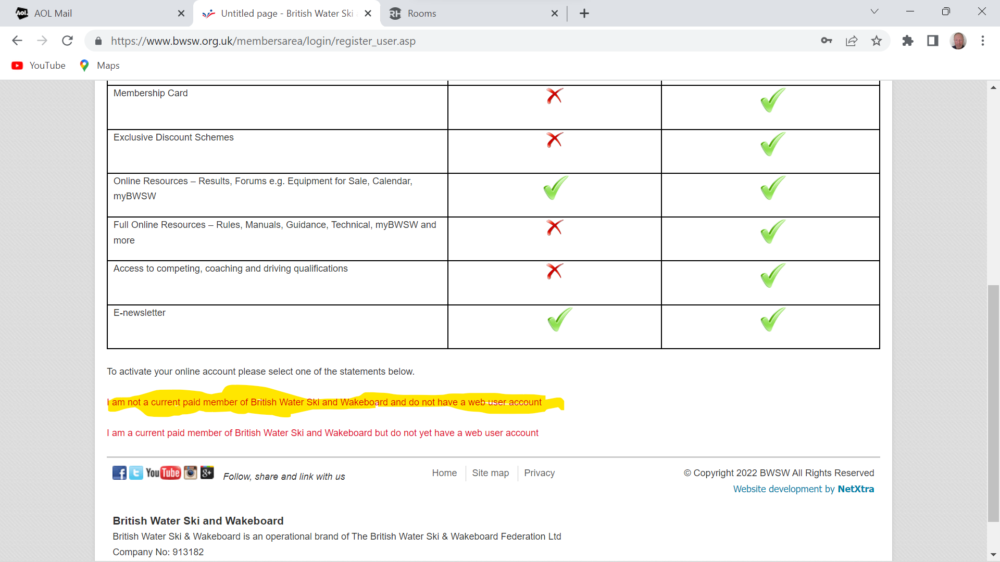 AOL Mail
Untitled page - British Water Ski
RH Rooms
https://www.bwsw.org.uk/membersarea/login/register_user.asp
YouTube
Maps
Membership Card
Exclusive Discount Schemes
Online Resources – Results, Forums e.g. Equipment for Sale, Calendar,
myBWSW
Full Online Resources – Rules, Manuals, Guidance, Technical, myBWSW and
more
Access to competing, coaching and driving qualifications
E-newsletter
To activate your online account please select one of the statements below.
I am not a current paid member of British Water Ski and Wakeboard and do not have a web user account
I am a current paid member of British Water Ski and Wakeboard but do not yet have a web user account
f t YouTube g+ Follow, share and link with us
Home Site map Privacy
© Copyright 2022 BWSW All Rights Reserved
Website development by NetXtra
British Water Ski and Wakeboard
British Water Ski & Wakeboard is an operational brand of The British Water Ski & Wakeboard Federation Ltd
Company No: 913182